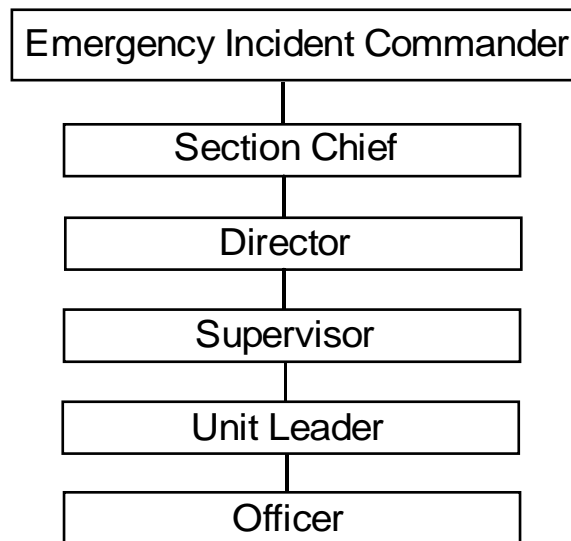 Emergency Incident Commander
Section Chief
Director
Supervisor
Unit Leader
Officer